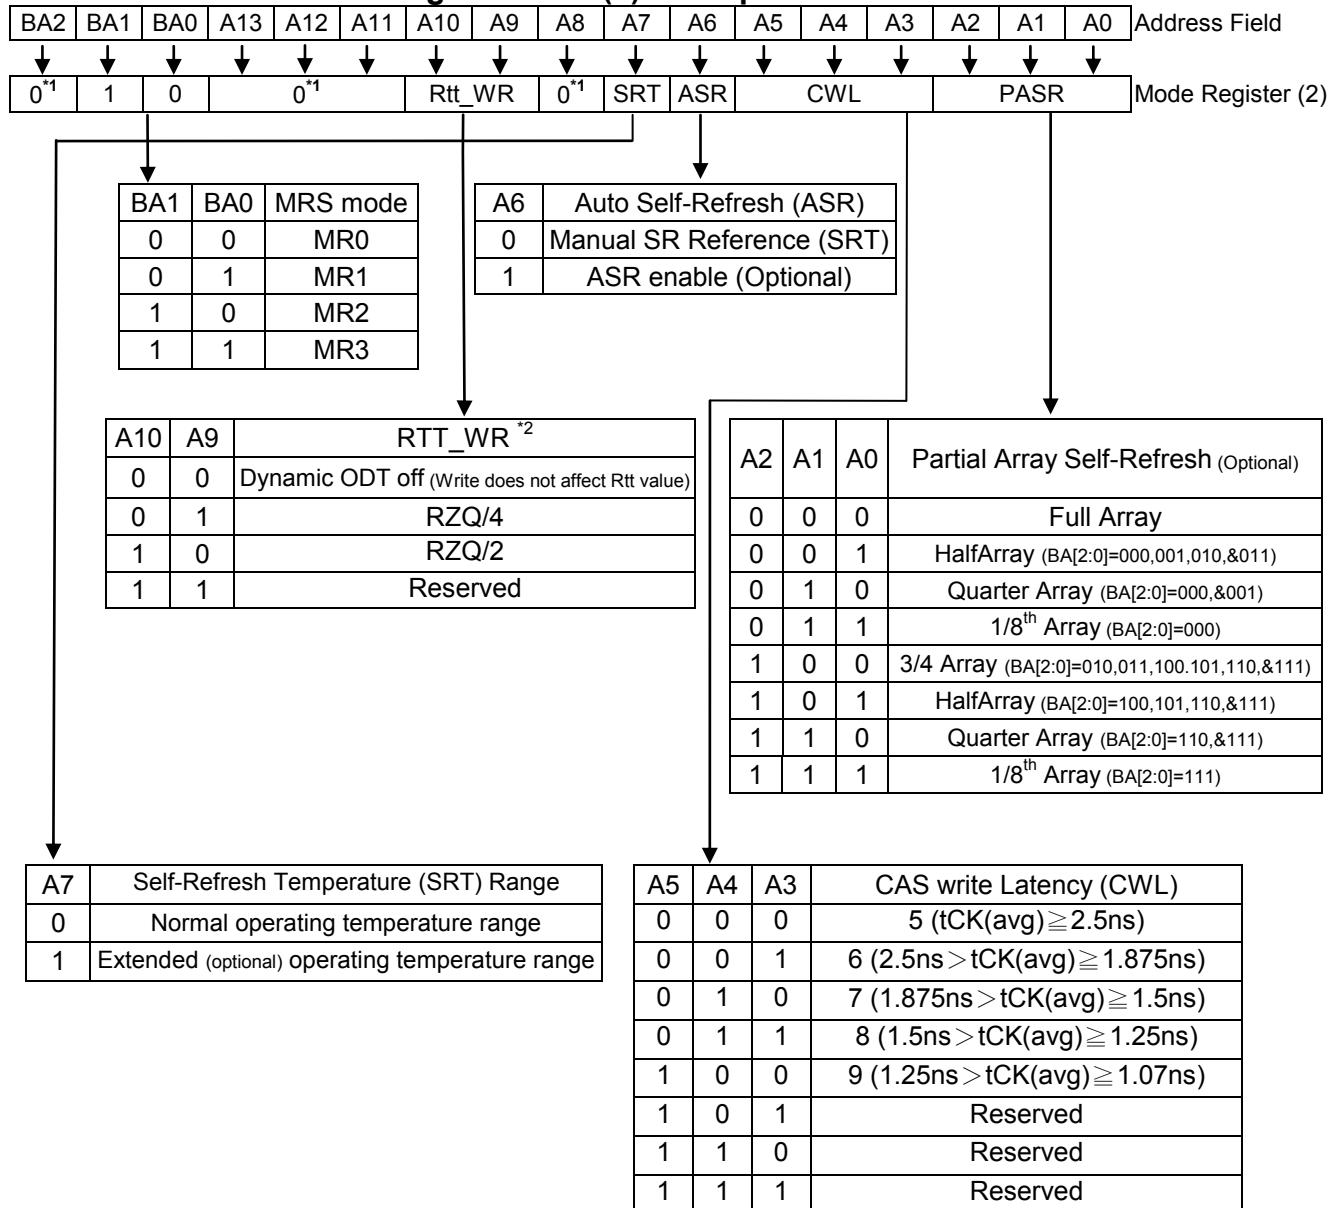 BA2 BA1 BA0 A13 A12 A11 A10 A9 A8 A7 A6 A5 A4 A3 A2 A1 A0 Address Field
0*1 1 0 0*1 Rtt_WR 0*1 SRT ASR CWL PASR Mode Register (2)
BA1 BA0 MRS mode
0 0 MR0
0 1 MR1
1 0 MR2
1 1 MR3
A6 Auto Self-Refresh (ASR)
0 Manual SR Reference (SRT)
1 ASR enable (Optional)
A10 A9 RTT_WR *2
0 0 Dynamic ODT off (Write does not affect Rtt value)
0 1 RZQ/4
1 0 RZQ/2
1 1 Reserved
A2 A1 A0 Partial Array Self-Refresh (Optional)
0 0 0 Full Array
0 0 1 HalfArray (BA[2:0]=000,001,010,&011)
0 1 0 Quarter Array (BA[2:0]=000,&001)
0 1 1 1/8th Array (BA[2:0]=000)
1 0 0 3/4 Array (BA[2:0]=010,011,100.101,110,&111)
1 0 1 HalfArray (BA[2:0]=100,101,110,&111)
1 1 0 Quarter Array (BA[2:0]=110,&111)
1 1 1 1/8th Array (BA[2:0]=111)
A7 Self-Refresh Temperature (SRT) Range
0 Normal operating temperature range
1 Extended (optional) operating temperature range
A5 A4 A3 CAS write Latency (CWL)
0 0 0 5 (tCK(avg)≧2.5ns)
0 0 1 6 (2.5ns>tCK(avg)≧1.875ns)
0 1 0 7 (1.875ns>tCK(avg)≧1.5ns)
0 1 1 8 (1.5ns>tCK(avg)≧1.25ns)
1 0 0 9 (1.25ns>tCK(avg)≧1.07ns)
1 0 1 Reserved
1 1 0 Reserved
1 1 1 Reserved